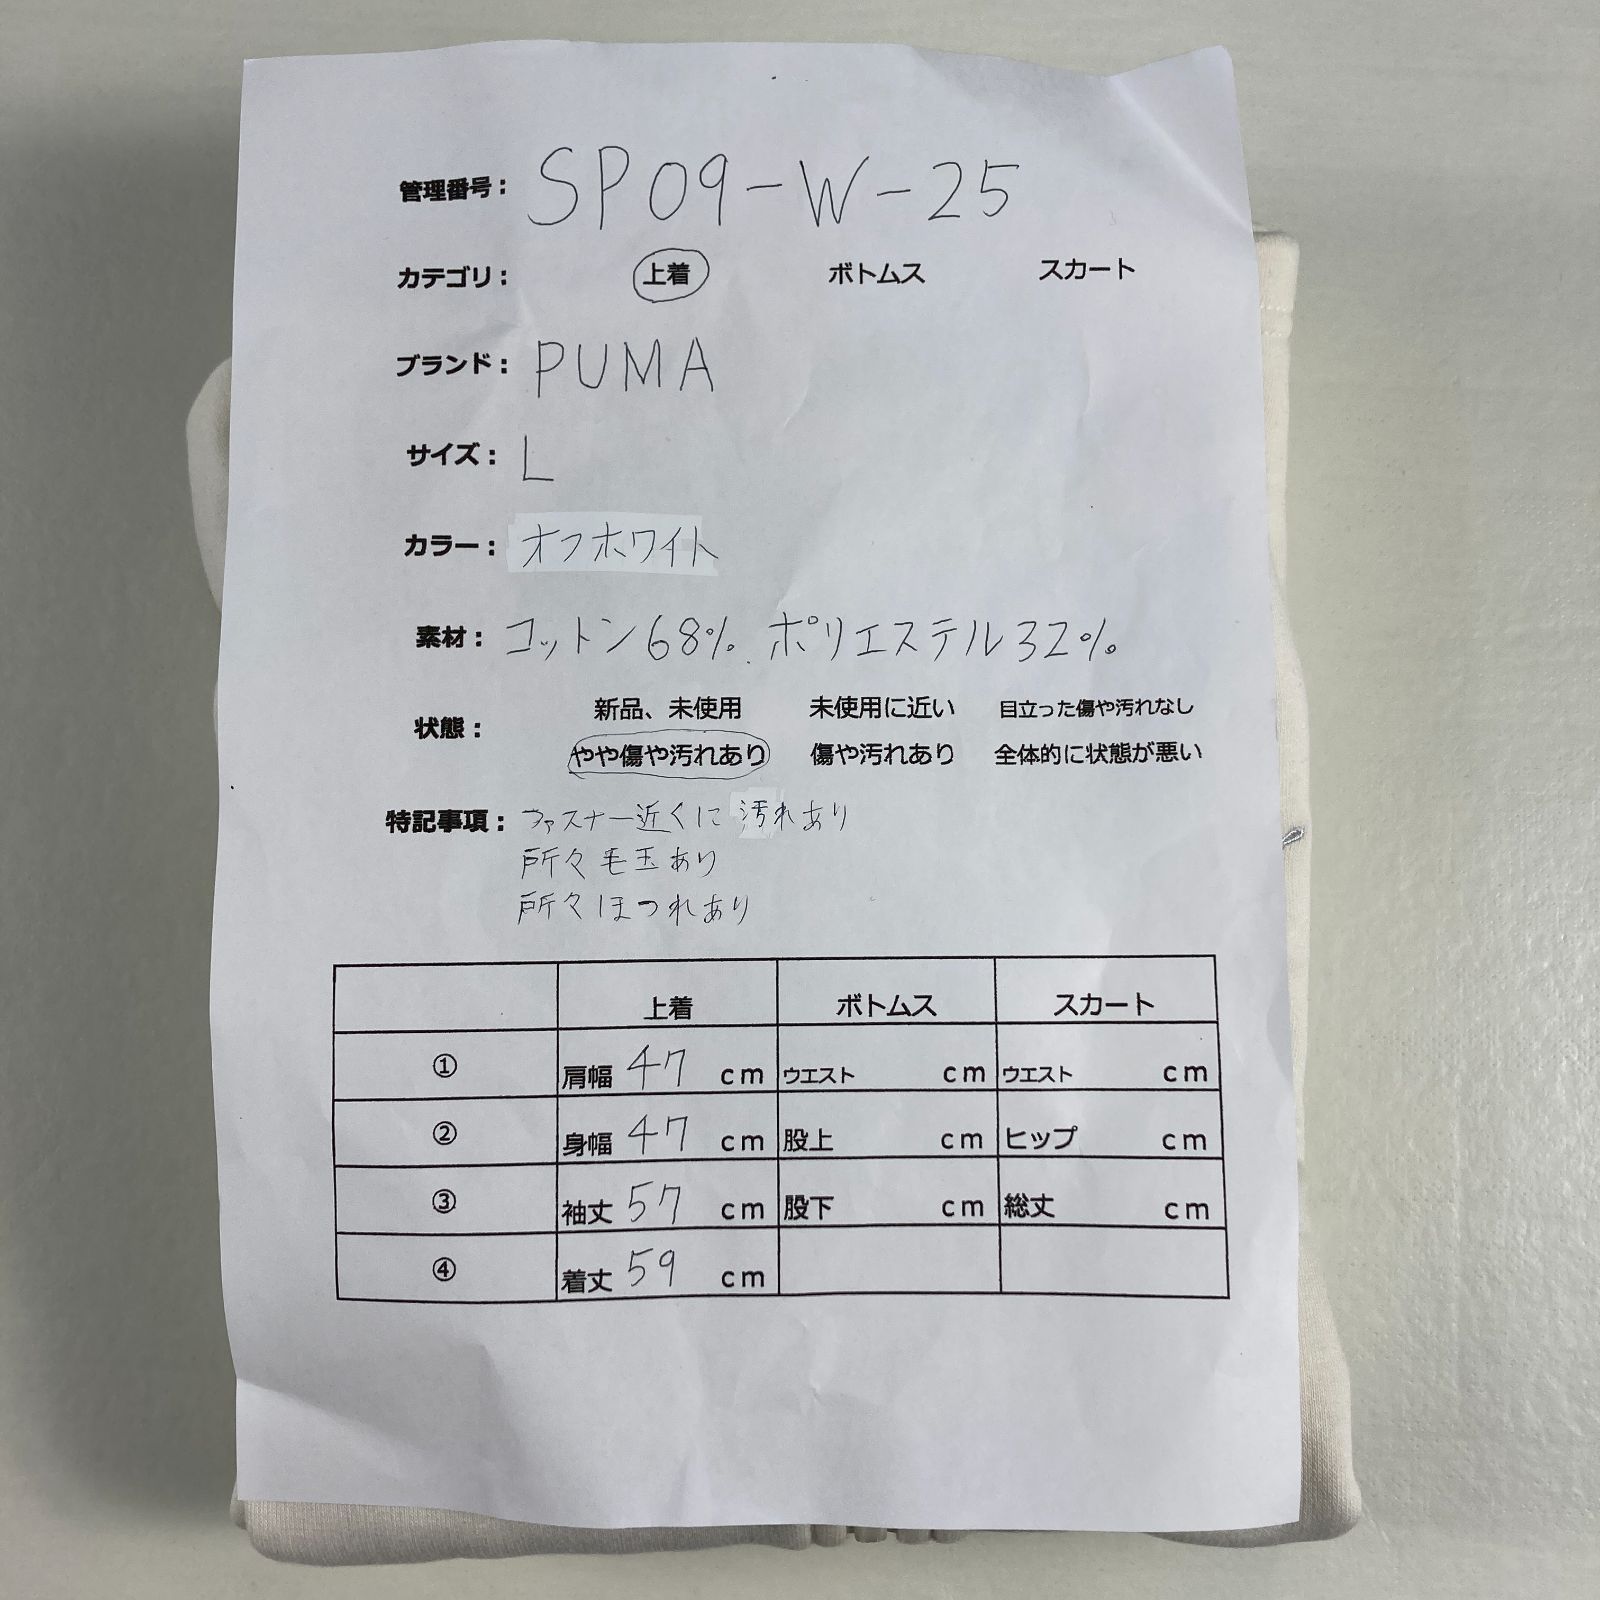 管理番号: SP09-W-25
カテゴリ: 上着 ボトムス スカート
ブランド: PUMA
サイズ: L
カラー: オフホワイト
素材: コットン68%. ポリエステル32%
状態: 新品、未使用 未使用に近い 目立った傷や汚れなし
やや傷や汚れあり 傷や汚れあり 全体的に状態が悪い
特記事項: ファスナー近くに汚れあり
所々毛玉あり
所々ほつれあり
上着 ボトムス スカート
① 肩幅 47 cm ウエスト cm ウエスト cm
② 身幅 47 cm 股上 cm ヒップ cm
③ 袖丈 57 cm 股下 cm 総丈 cm
④ 着丈 59 cm